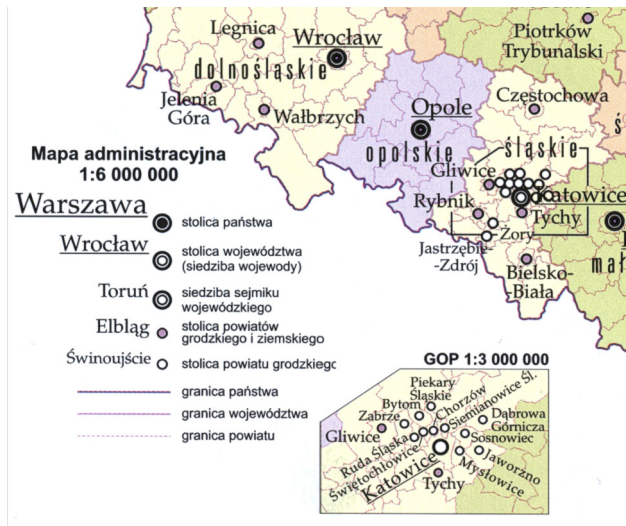 Legnica
Wrocław
Piotrków
Trybunalski
dolnośląskie
Jelenia
Góra
Wałbrzych
Opole
opolskie
Częstochowa
śląskie
Gliwice
Katowice
Rybnik
Tychy
Żory
Jastrzębie-
-Zdrój
Bielsko-
-Biała
Mapa administracyjna
1:6 000 000
Warszawa stolica państwa
Wrocław stolica województwa
(siedziba wojewody)
Toruń siedziba sejmiku
wojewódzkiego
Elbląg stolica powiatów
grodzkiego i ziemskiego
Świnoujście stolica powiatu grodzkiego
granica państwa
granica województwa
granica powiatu
GOP 1:3 000 000
Piekary
Śląskie
Bytom
Chorzów
Siemianowice Śl.
Zabrze
Dąbrowa
Górnicza
Gliwice
Sosnowiec
Ruda Śląska
Świętochłowice
Katowice
Jaworzno
Mysłowice
Tychy